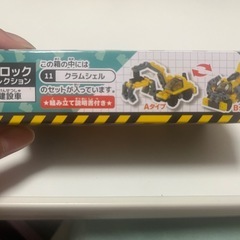 ロック
レクション
建設車
この箱の中には
11 クラムシェル
のセットが入っています。
★組み立て説明書付き★
Aタイプ
B